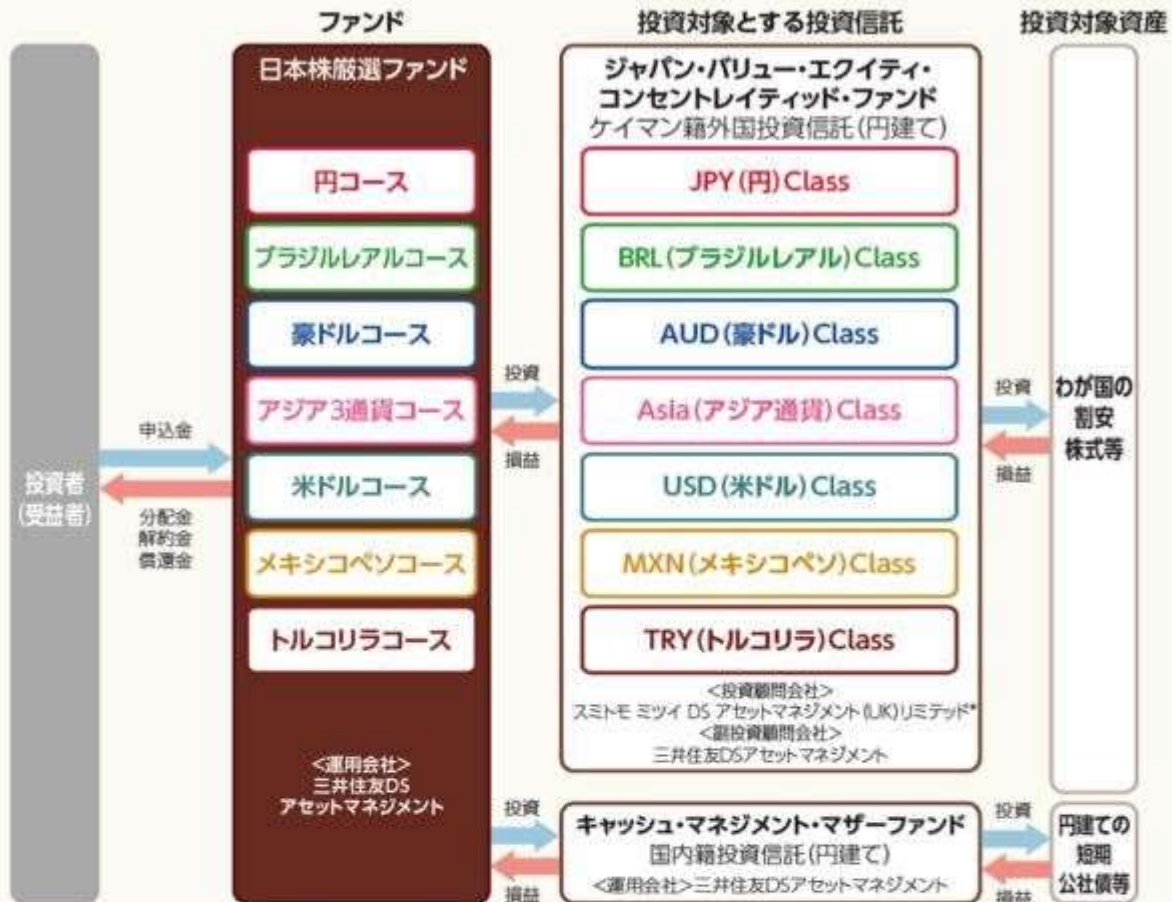 ファンド
投資対象とする投資信託
投資対象資産
日本株厳選ファンド
円コース
ブラジルレアルコース
豪ドルコース
アジア3通貨コース
米ドルコース
メキシコペソコース
トルコリラコース
<運用会社>
三井住友DS
アセットマネジメント
ジャパン・バリュー・エクイティ・
コンセントレイティッド・ファンド
ケイマン籍外国投資信託(円建て)
JPY(円)Class
BRL(ブラジルレアル)Class
AUD(豪ドル)Class
Asia(アジア通貨)Class
USD(米ドル)Class
MXN(メキシコペソ)Class
TRY(トルコリラ)Class
<投資顧問会社>
スミトモ ミツイ DS アセットマネジメント(UK)リミテッド*
<副投資顧問会社>
三井住友DSアセットマネジメント
投資者
(受益者)
申込金
分配金
解約金
償還金
投資
損益
投資
損益
わが国の
割安
株式等
投資
損益
キャッシュ・マネジメント・マザーファンド
国内籍投資信託(円建て)
<運用会社>三井住友DSアセットマネジメント
投資
損益
円建ての
短期
公社債等